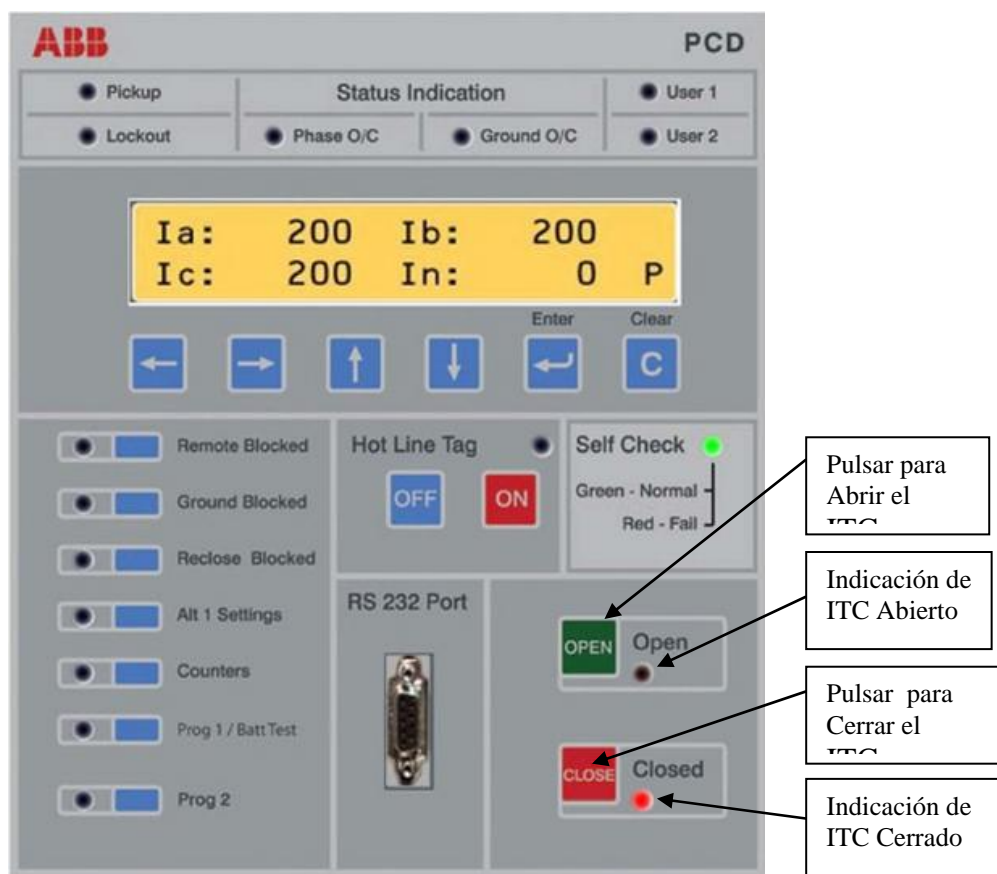 ABB
PCD
Pickup
Status Indication
User 1
Lockout
Phase O/C
Ground O/C
User 2
Ia: 200 Ib: 200
Ic: 200 In: 0 P
Enter
Clear
C
Remote Blocked
Ground Blocked
Reclose Blocked
Alt 1 Settings
Counters
Prog 1 / Batt Test
Prog 2
Hot Line Tag
OFF
ON
Self Check
Green - Normal
Red - Fail
RS 232 Port
OPEN
Open
CLOSE
Closed
Pulsar para
Abrir el
ITC
Indicación de
ITC Abierto
Pulsar para
Cerrar el
ITC
Indicación de
ITC Cerrado